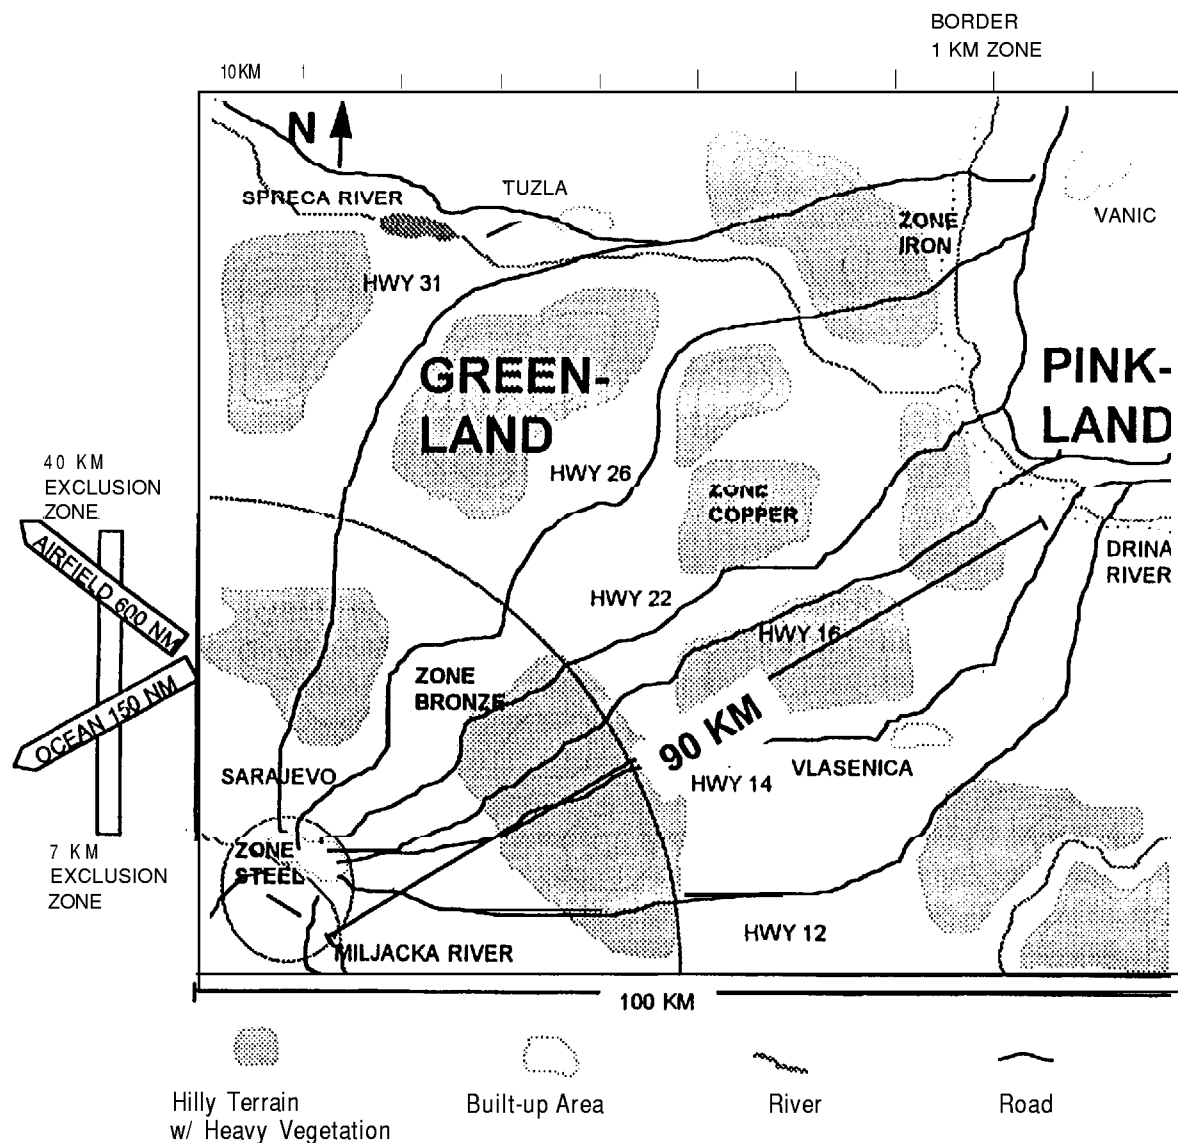 BORDER
1 KM ZONE
10KM
N
SPRECA RIVER
TUZLA
VANIC
ZONE
IRON
HWY 31
GREEN-
LAND
PINK-
LAND
HWY 26
40 KM
EXCLUSION
ZONE
ZONE
COPPER
AIRFIELD 600 NM
DRINA
RIVER
HWY 22
HWY 16
ZONE
BRONZE
OCEAN 150 NM
90 KM
SARAJEVO
HWY 14
VLASENICA
ZONE
STEEL
7 KM
EXCLUSION
ZONE
MILJACKA RIVER
HWY 12
100 KM
Hilly Terrain
w/ Heavy Vegetation
Built-up Area
River
Road